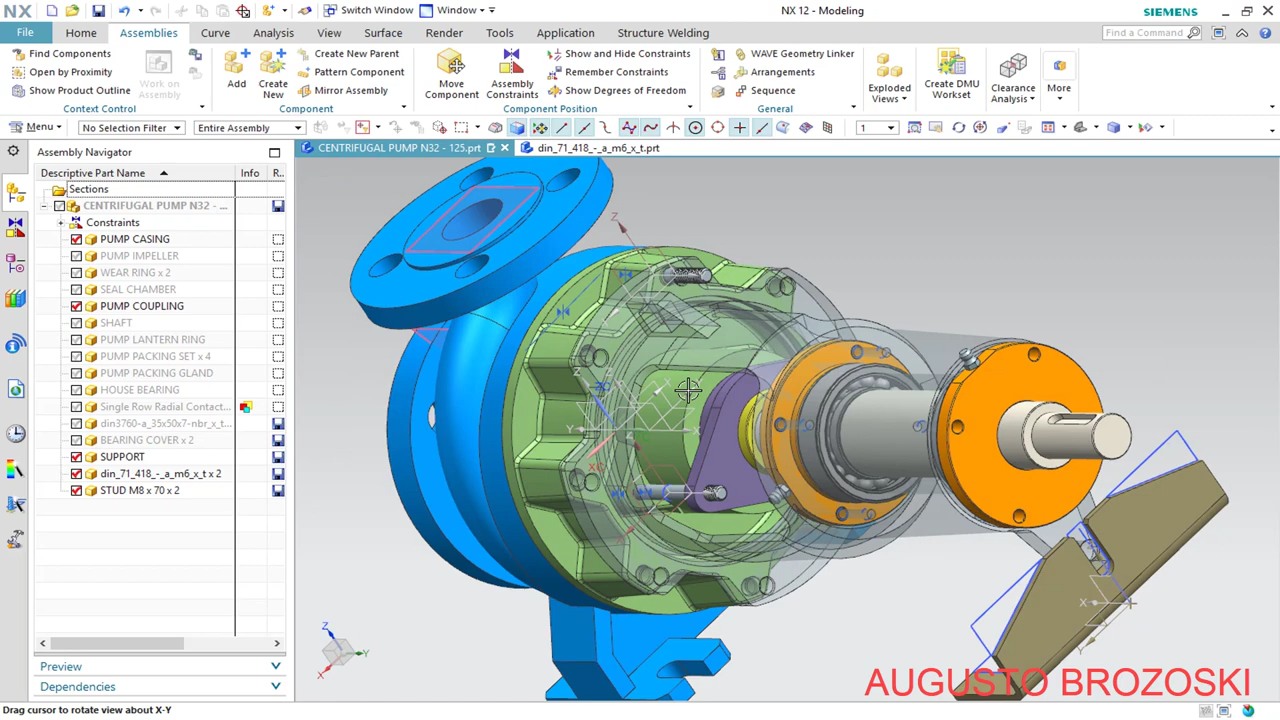 NX
Switch Window
Window
NX 12 - Modeling
SIEMENS
File
Home
Assemblies
Curve
Analysis
Surface
View
Render
Tools
Application
Structure Welding
Find a Command
Find Components
Open by Proximity
Show Product Outline
Work on
Assembly
Context Control
Add
Create
New
Create New Parent
Pattern Component
Mirror Assembly
Component
Move
Component
Assembly
Constraints
Show and Hide Constraints
Remember Constraints
Show Degrees of Freedom
Component Position
WAVE Geometry Linker
Arrangements
Sequence
General
Exploded
Views
Create DMU
Workset
Clearance
Analysis
More
Menu
No Selection Filter
Entire Assembly
1
Assembly Navigator
CENTRIFUGAL PUMP N32 - 125.prt
din_71_418_-_a_m6_x_t.prt
Descriptive Part Name
Info
R..
Sections
CENTRIFUGAL PUMP N32 - ...
Constraints
PUMP CASING
PUMP IMPELLER
WEAR RING x 2
SEAL CHAMBER
PUMP COUPLING
SHAFT
PUMP LANTERN RING
PUMP PACKING SET x 4
PUMP PACKING GLAND
HOUSE BEARING
Single Row Radial Contact...
din3760-a_35x50x7-nbr_x_t...
BEARING COVER x 2
SUPPORT
din_71_418_-_a_m6_x_t x 2
STUD M8 x 70 x 2
Preview
Dependencies
Z
Y
X
AUGUSTO BROZOSKI
Drag cursor to rotate view about X-Y